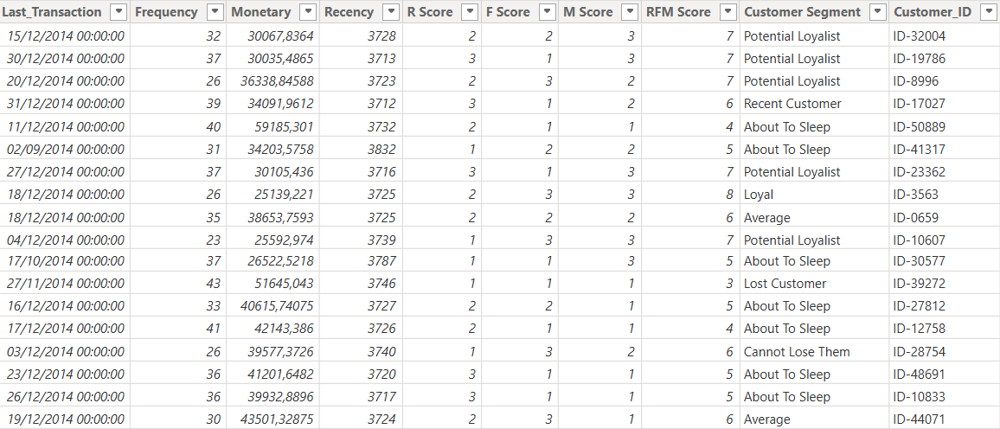 Last_Transaction Frequency Monetary Recency R Score F Score M Score RFM Score Customer Segment Customer_ID
15/12/2014 00:00:00 32 30067,8364 3728 2 2 3 7 Potential Loyalist ID-32004
30/12/2014 00:00:00 37 30035,4865 3713 3 1 3 7 Potential Loyalist ID-19786
20/12/2014 00:00:00 26 36338,84588 3723 2 3 2 7 Potential Loyalist ID-8996
31/12/2014 00:00:00 39 34091,9612 3712 3 1 2 6 Recent Customer ID-17027
11/12/2014 00:00:00 40 59185,301 3732 2 1 1 4 About To Sleep ID-50889
02/09/2014 00:00:00 31 34203,5758 3832 1 2 2 5 About To Sleep ID-41317
27/12/2014 00:00:00 37 30105,436 3716 3 1 3 7 Potential Loyalist ID-23362
18/12/2014 00:00:00 26 25139,221 3725 2 3 3 8 Loyal ID-3563
18/12/2014 00:00:00 35 38653,7593 3725 2 2 2 6 Average ID-0659
04/12/2014 00:00:00 23 25592,974 3739 1 3 3 7 Potential Loyalist ID-10607
17/10/2014 00:00:00 37 26522,5218 3787 1 1 3 5 About To Sleep ID-30577
27/11/2014 00:00:00 43 51645,043 3746 1 1 1 3 Lost Customer ID-39272
16/12/2014 00:00:00 33 40615,74075 3727 2 2 1 5 About To Sleep ID-27812
17/12/2014 00:00:00 41 42143,386 3726 2 1 1 4 About To Sleep ID-12758
03/12/2014 00:00:00 26 39577,3726 3740 1 3 2 6 Cannot Lose Them ID-28754
23/12/2014 00:00:00 36 41201,6482 3720 3 1 1 5 About To Sleep ID-48691
26/12/2014 00:00:00 36 39932,8896 3717 3 1 1 5 About To Sleep ID-10833
19/12/2014 00:00:00 30 43501,32875 3724 2 3 1 6 Average ID-44071